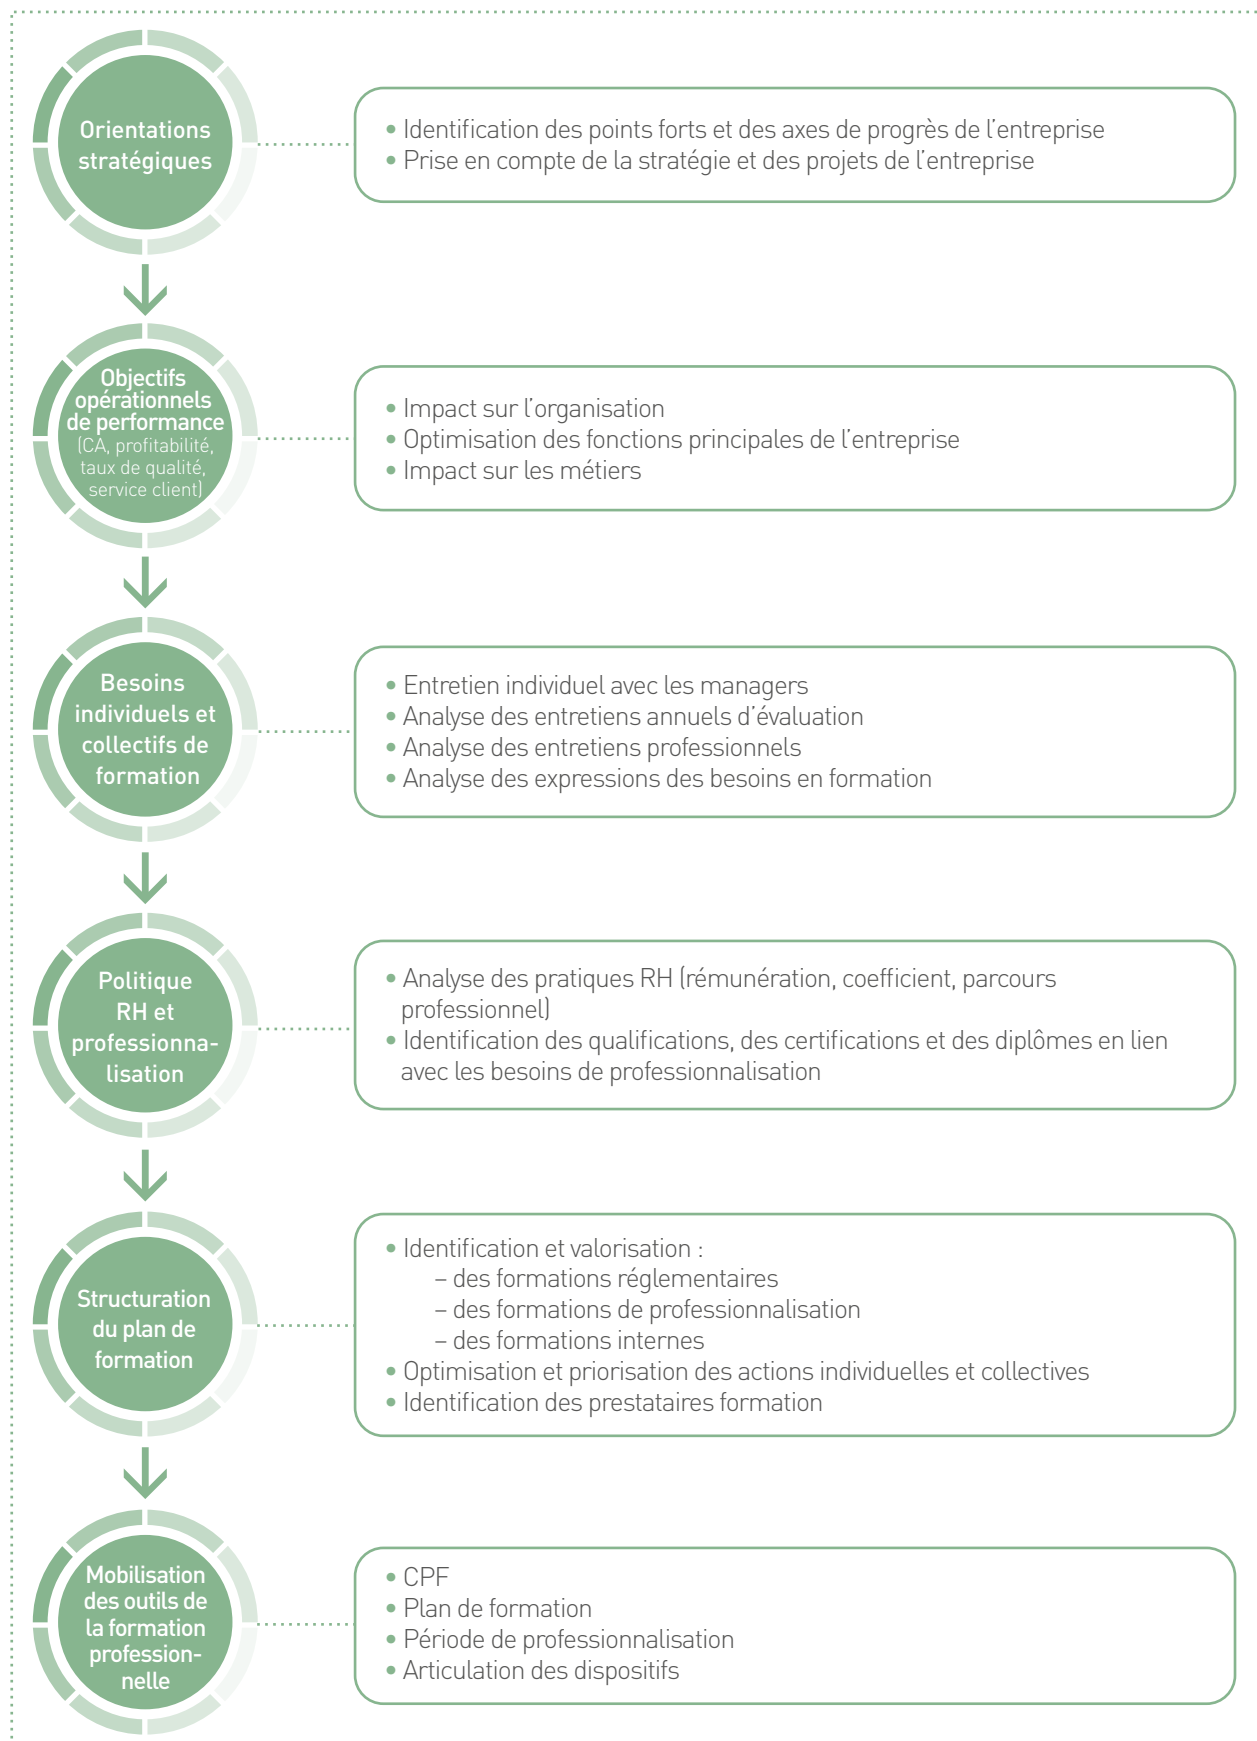 Orientations
stratégiques
• Identification des points forts et des axes de progrès de l’entreprise
• Prise en compte de la stratégie et des projets de l’entreprise
Objectifs
opérationnels
de performance
(CA, profitabilité,
taux de qualité,
service client)
• Impact sur l’organisation
• Optimisation des fonctions principales de l’entreprise
• Impact sur les métiers
Besoins
individuels et
collectifs de
formation
• Entretien individuel avec les managers
• Analyse des entretiens annuels d’évaluation
• Analyse des entretiens professionnels
• Analyse des expressions des besoins en formation
Politique
RH et
professionna-
lisation
• Analyse des pratiques RH (rémunération, coefficient, parcours
professionnel)
• Identification des qualifications, des certifications et des diplômes en lien
avec les besoins de professionnalisation
Structuration
du plan de
formation
• Identification et valorisation :
– des formations réglementaires
– des formations de professionnalisation
– des formations internes
• Optimisation et priorisation des actions individuelles et collectives
• Identification des prestataires formation
Mobilisation
des outils de
la formation
profession-
nelle
• CPF
• Plan de formation
• Période de professionnalisation
• Articulation des dispositifs